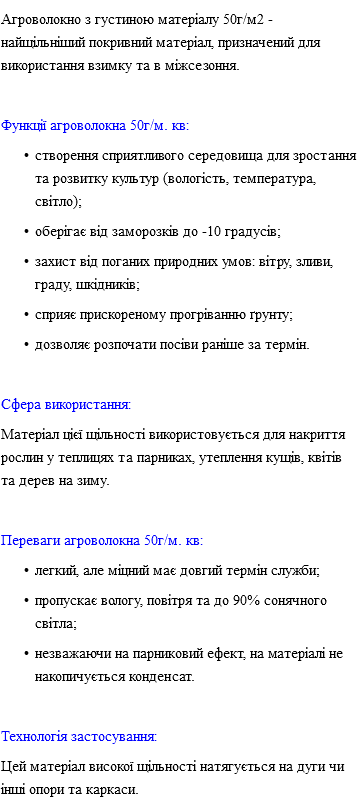 Агроволокно з густиною матеріалу 50г/м2 -
найщільніший покривний матеріал, призначений для
використання взимку та в міжсезоння.
Функції агроволокна 50г/м. кв:
• створення сприятливого середовища для зростання
та розвитку культур (вологість, температура,
світло);
• оберігає від заморозків до -10 градусів;
• захист від поганих природних умов: вітру, зливи,
граду, шкідників;
• сприяє прискореному прогріванню ґрунту;
• дозволяє розпочати посіви раніше за термін.
Сфера використання:
Матеріал цієї щільності використовується для накриття
рослин у теплицях та парниках, утеплення кущів, квітів
та дерев на зиму.
Переваги агроволокна 50г/м. кв:
• легкий, але міцний має довгий термін служби;
• пропускає вологу, повітря та до 90% сонячного
світла;
• незважаючи на парниковий ефект, на матеріалі не
накопичується конденсат.
Технологія застосування:
Цей матеріал високої щільності натягується на дуги чи
інші опори та каркаси.